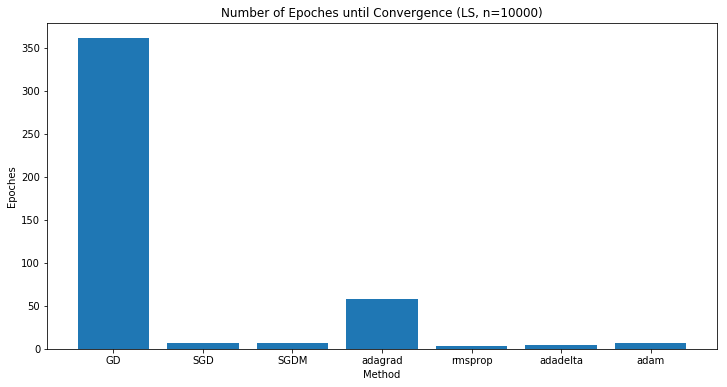 Number of Epoches until Convergence (LS, n=10000)
Epoches
350
300
250
200
150
100
50
0
GD SGD SGDM adagrad rmsprop adadelta adam
Method